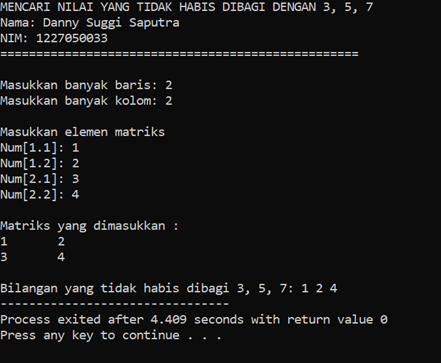 MENCARI NILAI YANG TIDAK HABIS DIBAGI DENGAN 3, 5, 7
Nama: Danny Suggi Saputra
NIM: 1227050033
==================================================
Masukkan banyak baris: 2
Masukkan banyak kolom: 2
Masukkan elemen matriks
Num[1.1]: 1
Num[1.2]: 2
Num[2.1]: 3
Num[2.2]: 4
Matriks yang dimasukkan :
1 2
3 4
Bilangan yang tidak habis dibagi 3, 5, 7: 1 2 4
--------------------------------
Process exited after 4.409 seconds with return value 0
Press any key to continue . . .